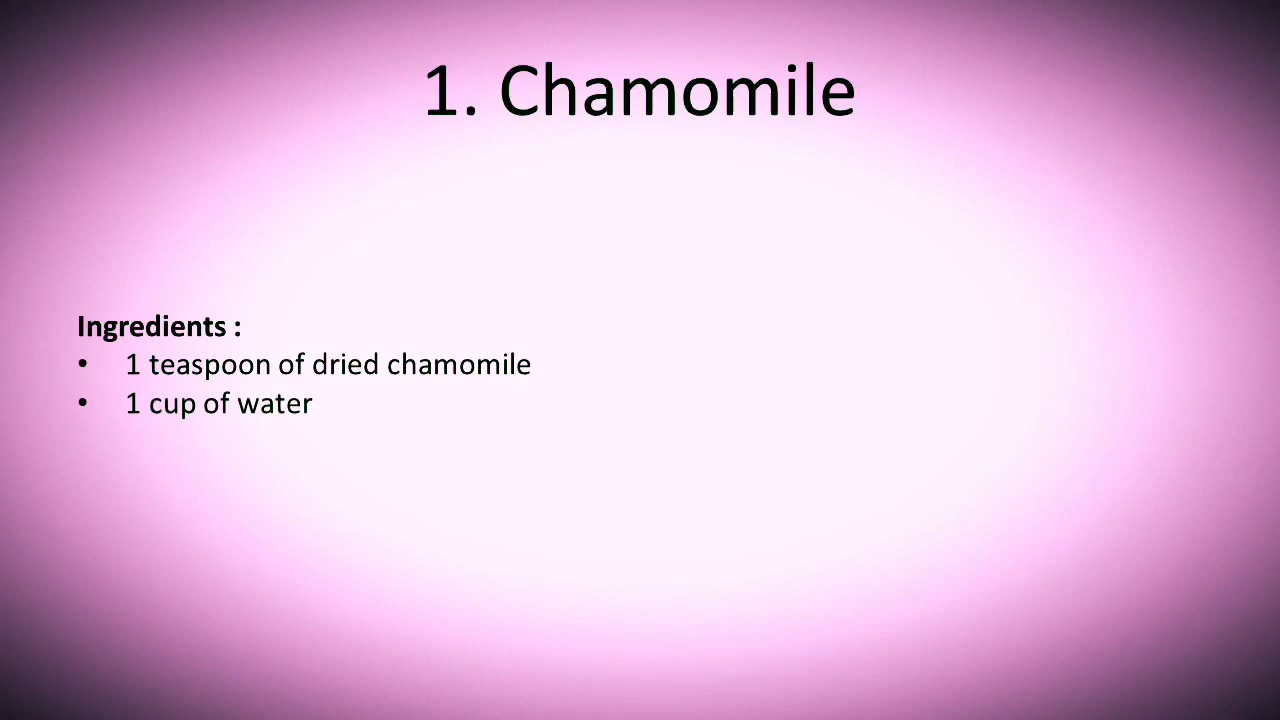 1. Chamomile
Ingredients :
• 1 teaspoon of dried chamomile
• 1 cup of water